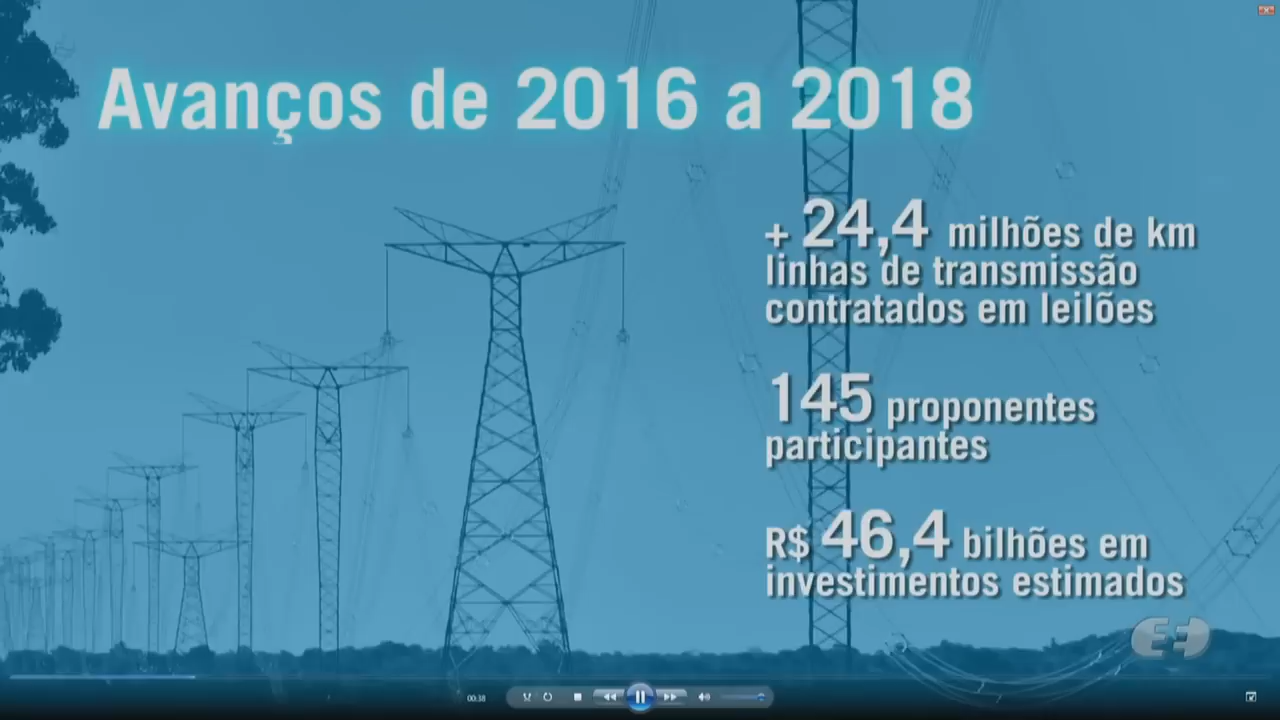 Avanços de 2016 a 2018
+ 24,4 milhões de km
linhas de transmissão
contratados em leilões
145 proponentes
participantes
R$ 46,4 bilhões em
investimentos estimados
00:38